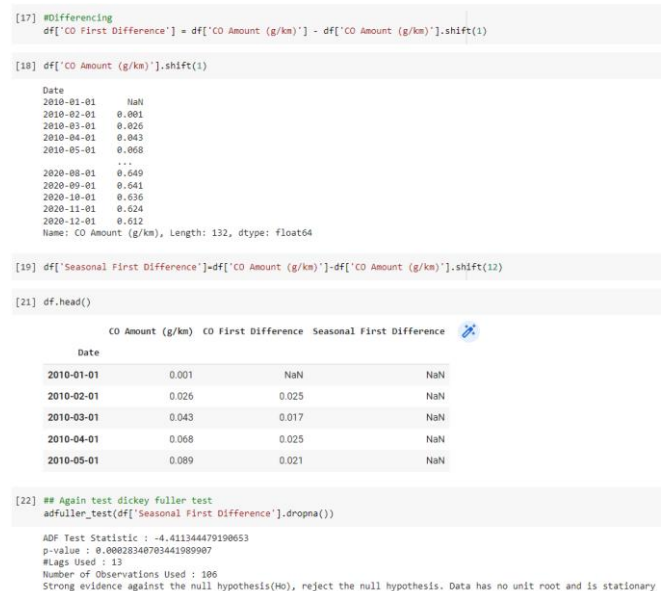 [17] #Differencing
df['CO First Difference'] = df['CO Amount (g/km)'] - df['CO Amount (g/km)'].shift(1)
[18] df['CO Amount (g/km)'].shift(1)
Date
2010-01-01 NaN
2010-02-01 0.001
2010-03-01 0.026
2010-04-01 0.043
2010-05-01 0.068
...
2020-08-01 0.649
2020-09-01 0.641
2020-10-01 0.636
2020-11-01 0.624
2020-12-01 0.612
Name: CO Amount (g/km), Length: 132, dtype: float64
[19] df['Seasonal First Difference']=df['CO Amount (g/km)']-df['CO Amount (g/km)'].shift(12)
[21] df.head()
CO Amount (g/km) CO First Difference Seasonal First Difference
Date
2010-01-01 0.001 NaN NaN
2010-02-01 0.026 0.025 NaN
2010-03-01 0.043 0.017 NaN
2010-04-01 0.068 0.025 NaN
2010-05-01 0.089 0.021 NaN
[22] ## Again test dickey fuller test
adfuller_test(df['Seasonal First Difference'].dropna())
ADF Test Statistic : -4.411344479190653
p-value : 0.00028340703441989907
#Lags Used : 13
Number of Observations Used : 106
Strong evidence against the null hypothesis(Ho), reject the null hypothesis. Data has no unit root and is stationary